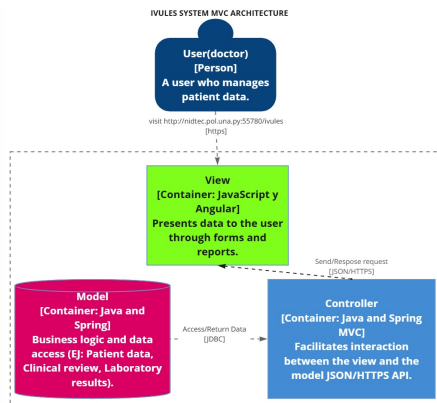 IVULES SYSTEM MVC ARCHITECTURE
User(doctor)
[Person]
A user who manages
patient data.
visit http://nidtec.pol.una.py:55780/ivules
[https]
View
[Container: JavaScript y
Angular]
Presents data to the user
through forms and
reports.
Send/Respose request
[JSON/HTTPS]
Model
[Container: Java and
Spring]
Business logic and data
access (EJ: Patient data,
Clinical review, Laboratory
results).
Access/Return Data
[JDBC]
Controller
[Container: Java and Spring
MVC]
Facilitates interaction
between the view and the
model JSON/HTTPS API.